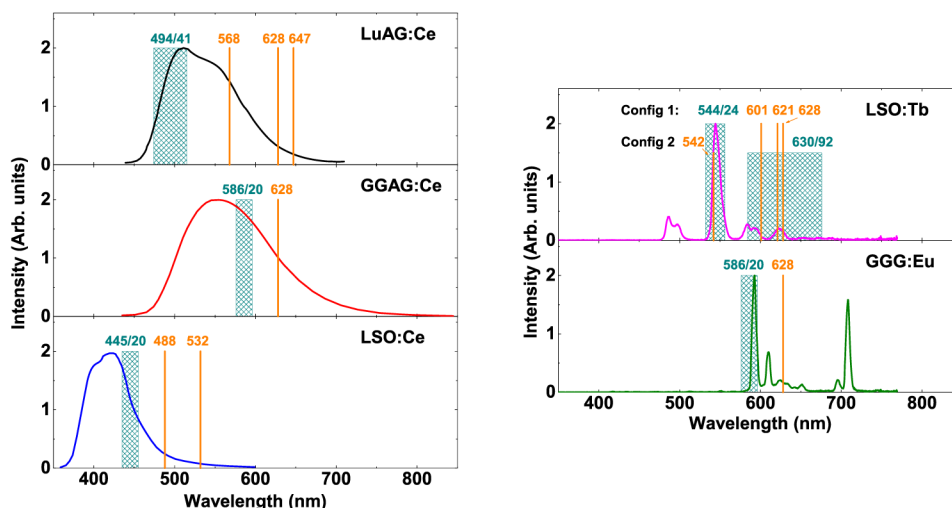 LuAG:Ce
494/41
568
628 647
2
1
0
GGAG:Ce
586/20
628
2
1
0
LSO:Ce
445/20
488
532
2
1
0
400 500 600 700 800
Wavelength (nm)
Intensity (Arb. units)
LSO:Tb
Config 1:
544/24
601 621 628
Config 2
542
630/92
2
1
0
GGG:Eu
586/20
628
2
1
0
400 500 600 700 800
Wavelength (nm)
Intensity (Arb. units)